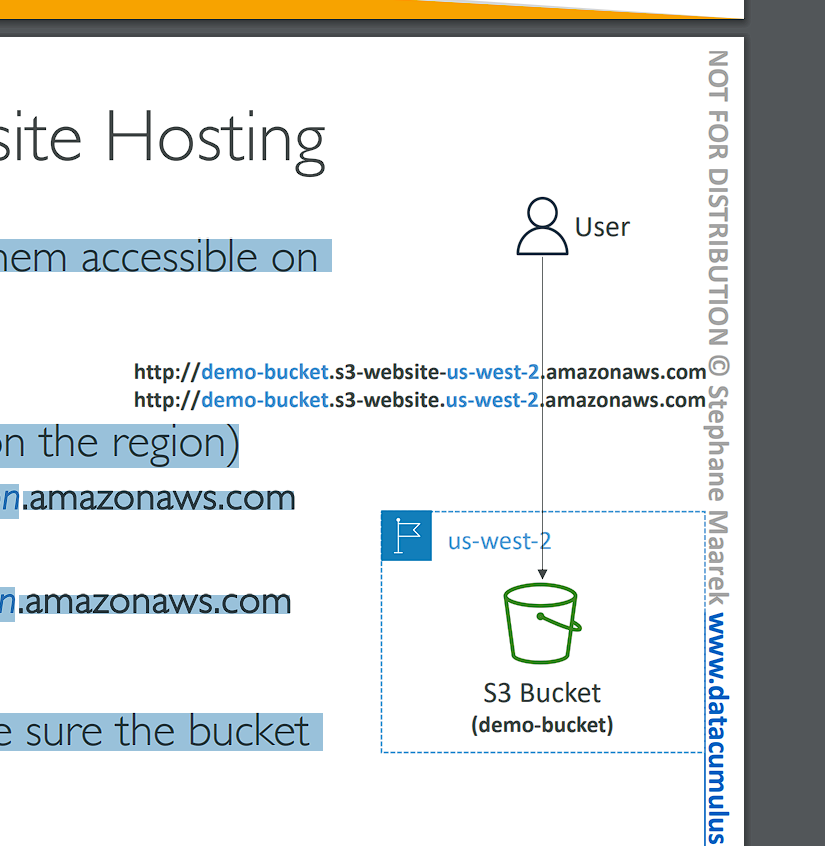 site Hosting
User
hem accessible on
http://demo-bucket.s3-website-us-west-2.amazonaws.com
http://demo-bucket.s3-website.us-west-2.amazonaws.com
on the region)
n.amazonaws.com
us-west-2
n.amazonaws.com
S3 Bucket
(demo-bucket)
e sure the bucket
NOT FOR DISTRIBUTION © Stephane Maarek www.datacumulus